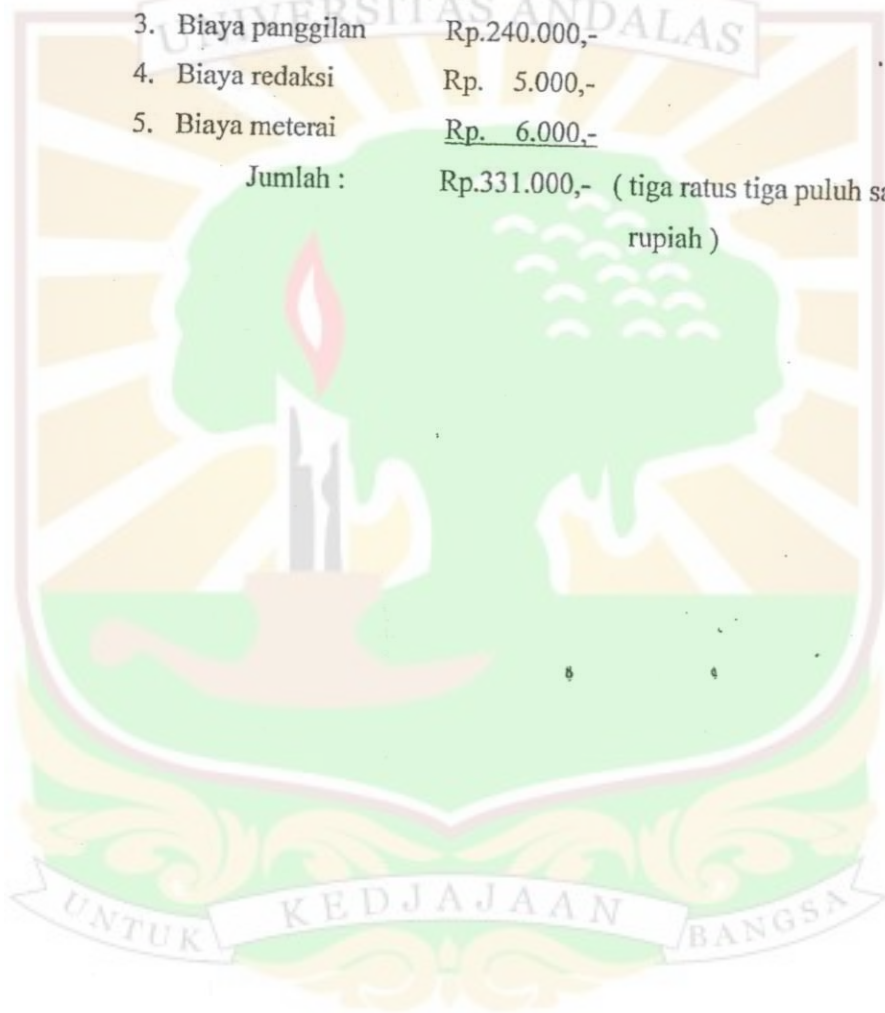 UNIVERSITAS ANDALAS
3. Biaya panggilan Rp.240.000,-
4. Biaya redaksi Rp. 5.000,-
5. Biaya meterai Rp. 6.000,-
Jumlah : Rp.331.000,- ( tiga ratus tiga puluh
rupiah )
UNTUK KEDJAJAAN BANGSA